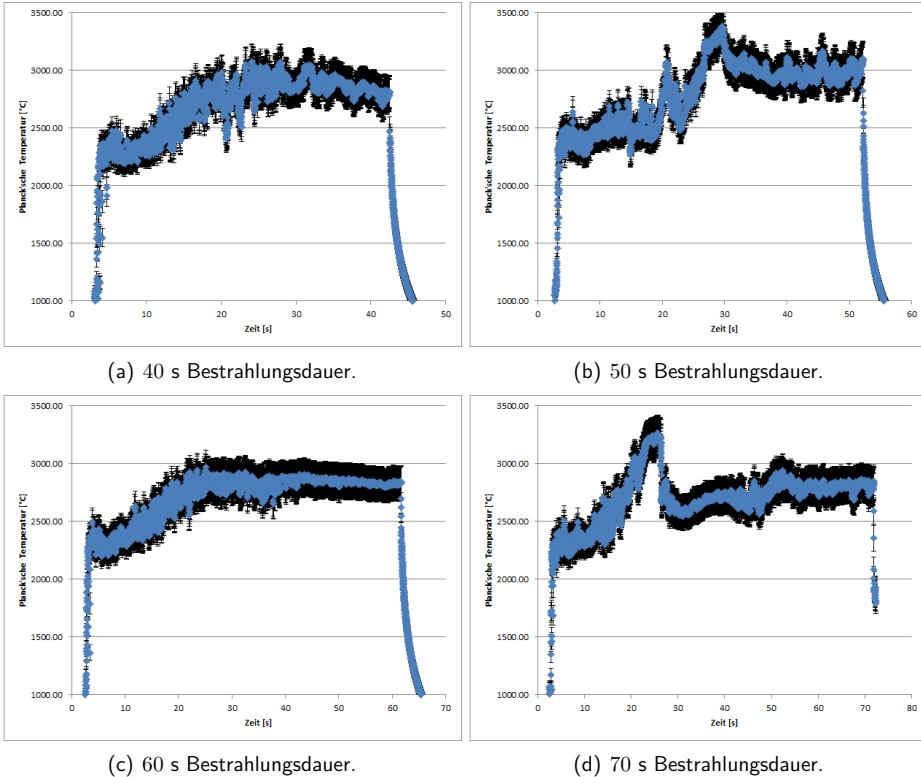 3500.00
3000.00
2500.00
2000.00
1500.00
1000.00
Planck'sche Temperatur [°C]
0 10 20 30 40 50
Zeit [s]
(a) 40 s Bestrahlungsdauer.
3500.00
3000.00
2500.00
2000.00
1500.00
1000.00
Planck'sche Temperatur [°C]
0 10 20 30 40 50 60
Zeit [s]
(b) 50 s Bestrahlungsdauer.
3500.00
3000.00
2500.00
2000.00
1500.00
1000.00
Planck'sche Temperatur [°C]
0 10 20 30 40 50 60 70
Zeit [s]
(c) 60 s Bestrahlungsdauer.
3500.00
3000.00
2500.00
2000.00
1500.00
1000.00
Planck'sche Temperatur [°C]
0 10 20 30 40 50 60 70 80
Zeit [s]
(d) 70 s Bestrahlungsdauer.